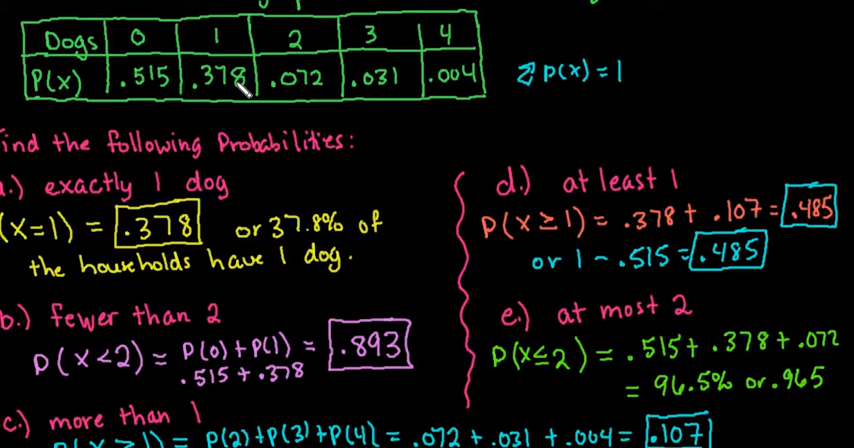 Dogs 0 1 2 3 4
P(x) .515 .378 .072 .031 .004
Σ P(x) = 1
ind the following Probabilities:
a.) exactly 1 dog
(x=1) = .378 or 37.8% of
the households have 1 dog.
b.) fewer than 2
P(x<2) = P(0) + P(1) = .893
.515 + .378
c.) more than 1
P(x>1) = P(2)+P(3)+P(4) = .072 + .031 + .004 = .107
d.) at least 1
P(x≥1) = .378 + .107 = .485
or 1 - .515 = .485
e.) at most 2
P(x≤2) = .515 + .378 + .072
= 96.5% or .965